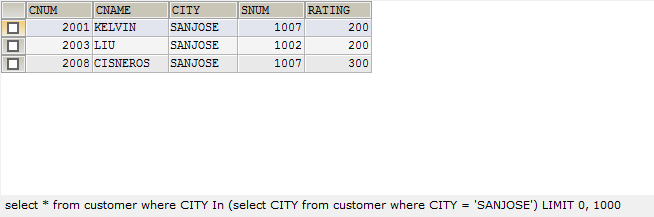 CNUM CNAME CITY SNUM RATING
2001 KELVIN SANJOSE 1007 200
2003 LIU SANJOSE 1002 200
2008 CISNEROS SANJOSE 1007 300
select * from customer where CITY In (select CITY from customer where CITY = 'SANJOSE') LIMIT 0, 1000